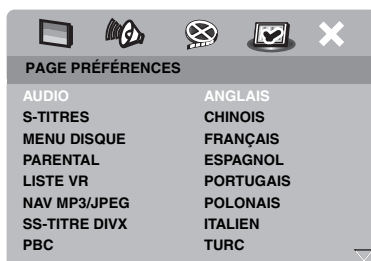 PAGE PRÉFÉRENCES
AUDIO ANGLAIS
S-TITRES CHINOIS
MENU DISQUE FRANÇAIS
PARENTAL ESPAGNOL
LISTE VR PORTUGAIS
NAV MP3/JPEG POLONAIS
SS-TITRE DIVX ITALIEN
PBC TURC